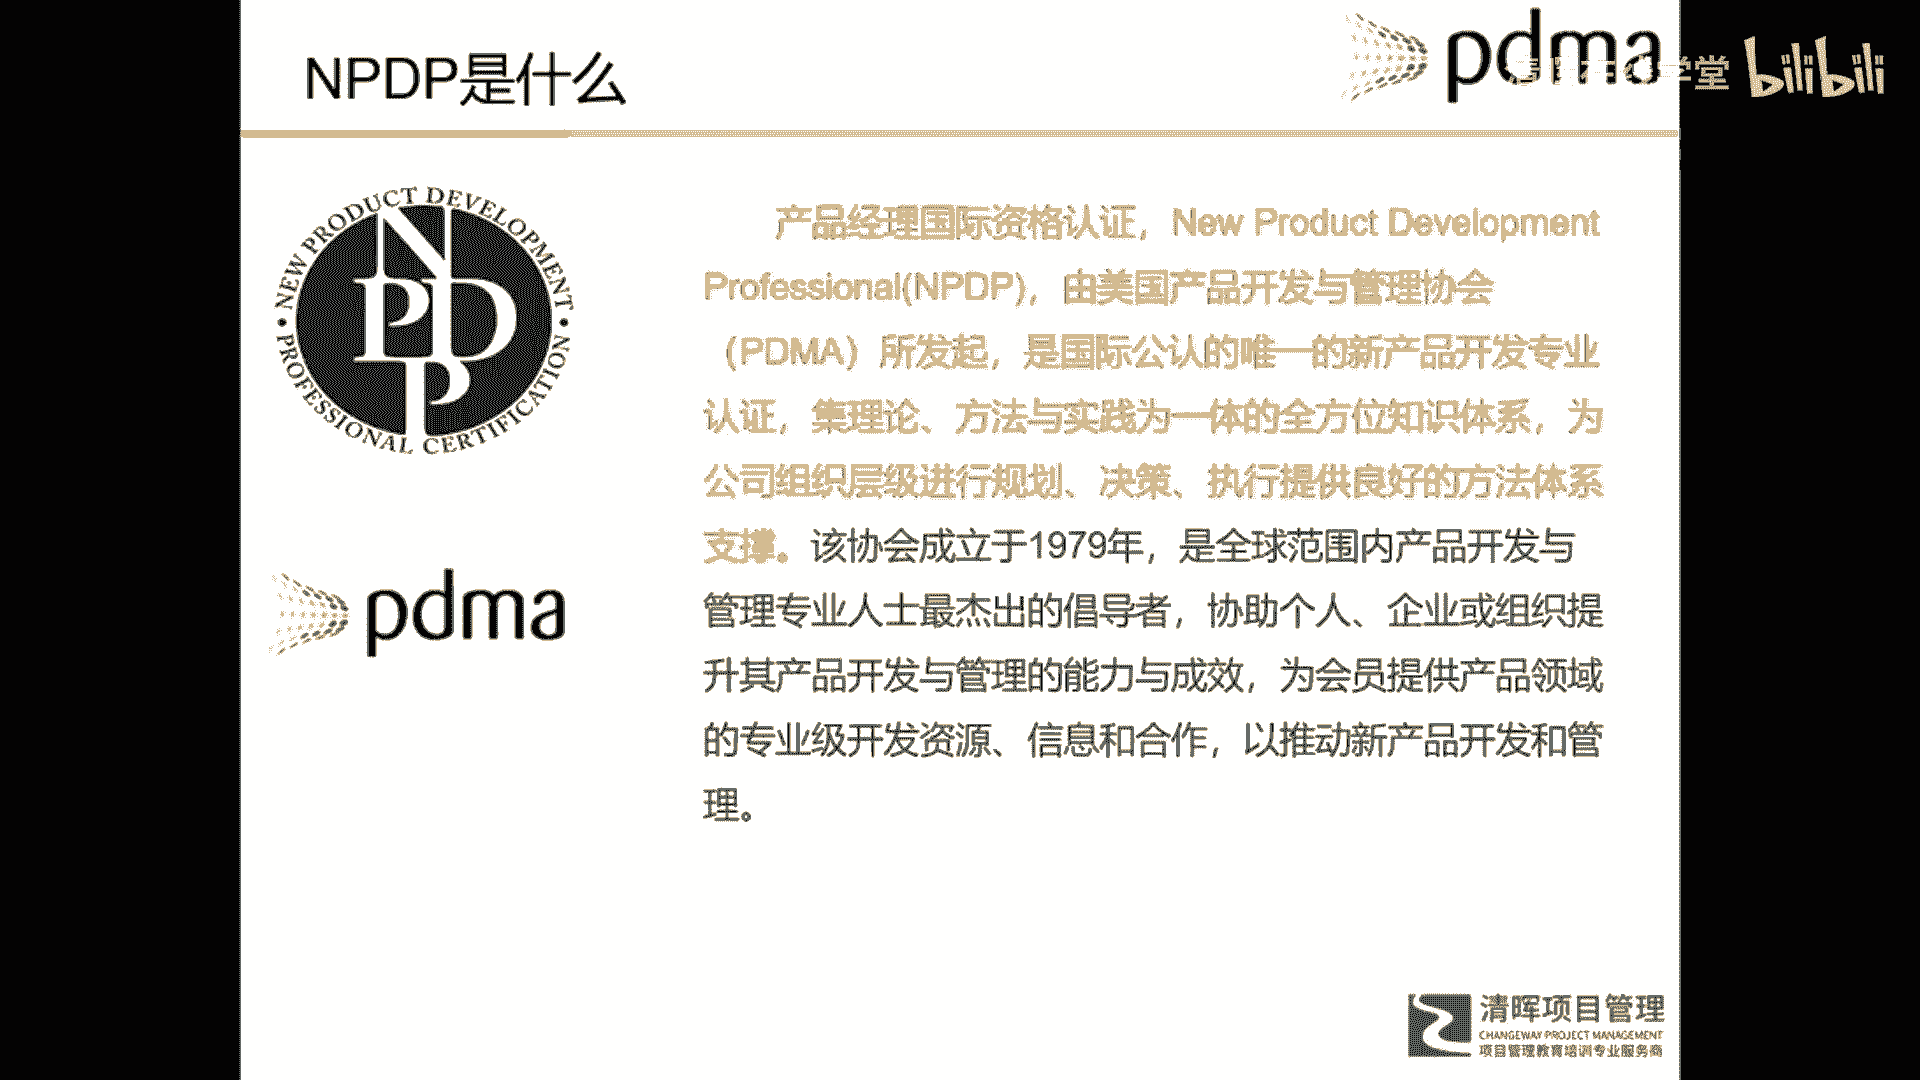 NPDP是什么
pdma
学堂
bilibili
NEW PRODUCT DEVELOPMENT
NPDP
PROFESSIONAL CERTIFICATION
pdma
产品经理国际资格认证，New Product Development
Professional(NPDP)，由美国产品开发与管理协会
（PDMA）所发起，是国际公认的唯一的新产品开发专业
认证，集理论、方法与实践为一体的全方位知识体系，为
公司组织层级进行规划、决策、执行提供良好的方法体系
支撑。该协会成立于1979年，是全球范围内产品开发与
管理专业人士最杰出的倡导者，协助个人、企业或组织提
升其产品开发与管理的能力与成效，为会员提供产品领域
的专业级开发资源、信息和合作，以推动新产品开发和管
理。
清晖项目管理
CHANGEWAY PROJECT MANAGEMENT
项目管理教育培训专业服务商